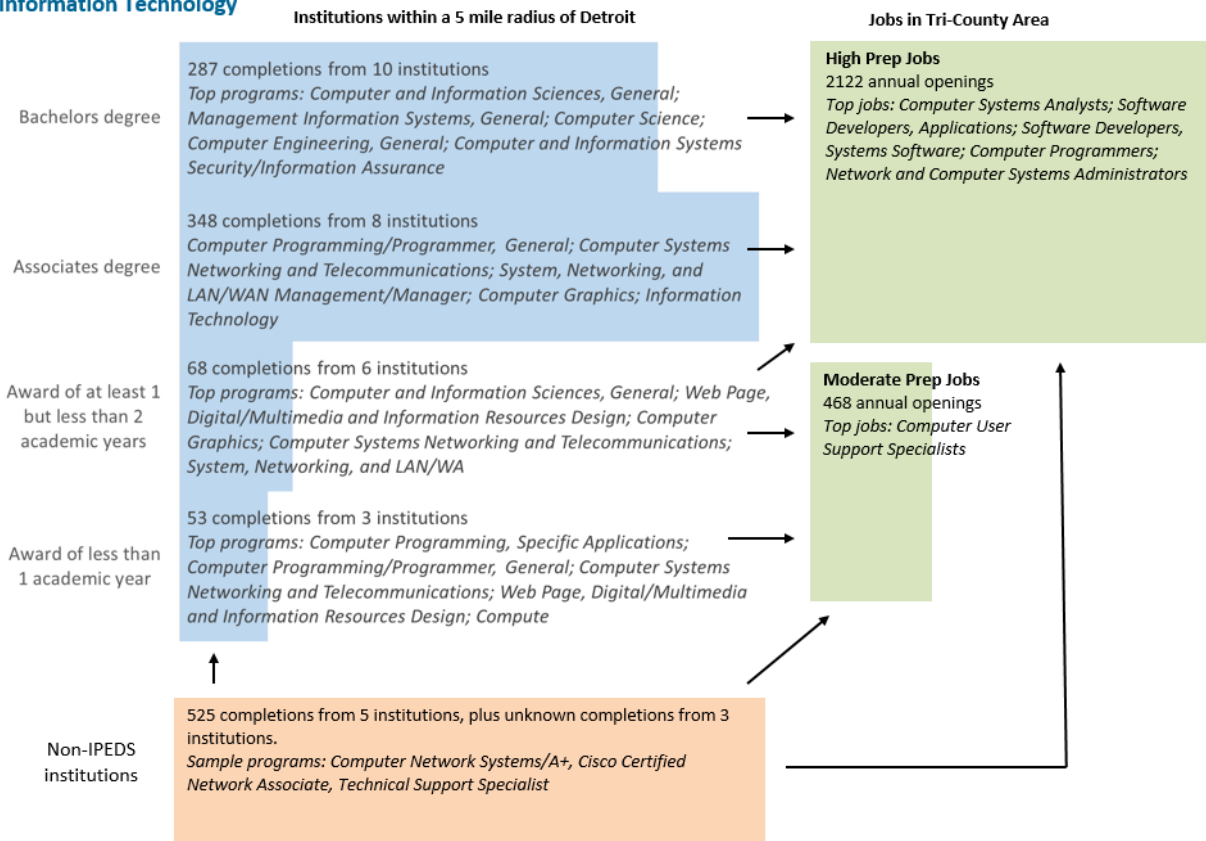 Information Technology
Institutions within a 5 mile radius of Detroit
Jobs in Tri-County Area
Bachelors degree
287 completions from 10 institutions
Top programs: Computer and Information Sciences, General;
Management Information Systems, General; Computer Science;
Computer Engineering, General; Computer and Information Systems
Security/Information Assurance
High Prep Jobs
2122 annual openings
Top jobs: Computer Systems Analysts; Software
Developers, Applications; Software Developers,
Systems Software; Computer Programmers;
Network and Computer Systems Administrators
Associates degree
348 completions from 8 institutions
Computer Programming/Programmer, General; Computer Systems
Networking and Telecommunications; System, Networking, and
LAN/WAN Management/Manager; Computer Graphics; Information
Technology
Award of at least 1
but less than 2
academic years
68 completions from 6 institutions
Top programs: Computer and Information Sciences, General; Web Page,
Digital/Multimedia and Information Resources Design; Computer
Graphics; Computer Systems Networking and Telecommunications;
System, Networking, and LAN/WA
Moderate Prep Jobs
468 annual openings
Top jobs: Computer User
Support Specialists
Award of less than
1 academic year
53 completions from 3 institutions
Top programs: Computer Programming, Specific Applications;
Computer Programming/Programmer, General; Computer Systems
Networking and Telecommunications; Web Page, Digital/Multimedia
and Information Resources Design; Compute
Non-IPEDS
institutions
525 completions from 5 institutions, plus unknown completions from 3
institutions.
Sample programs: Computer Network Systems/A+, Cisco Certified
Network Associate, Technical Support Specialist